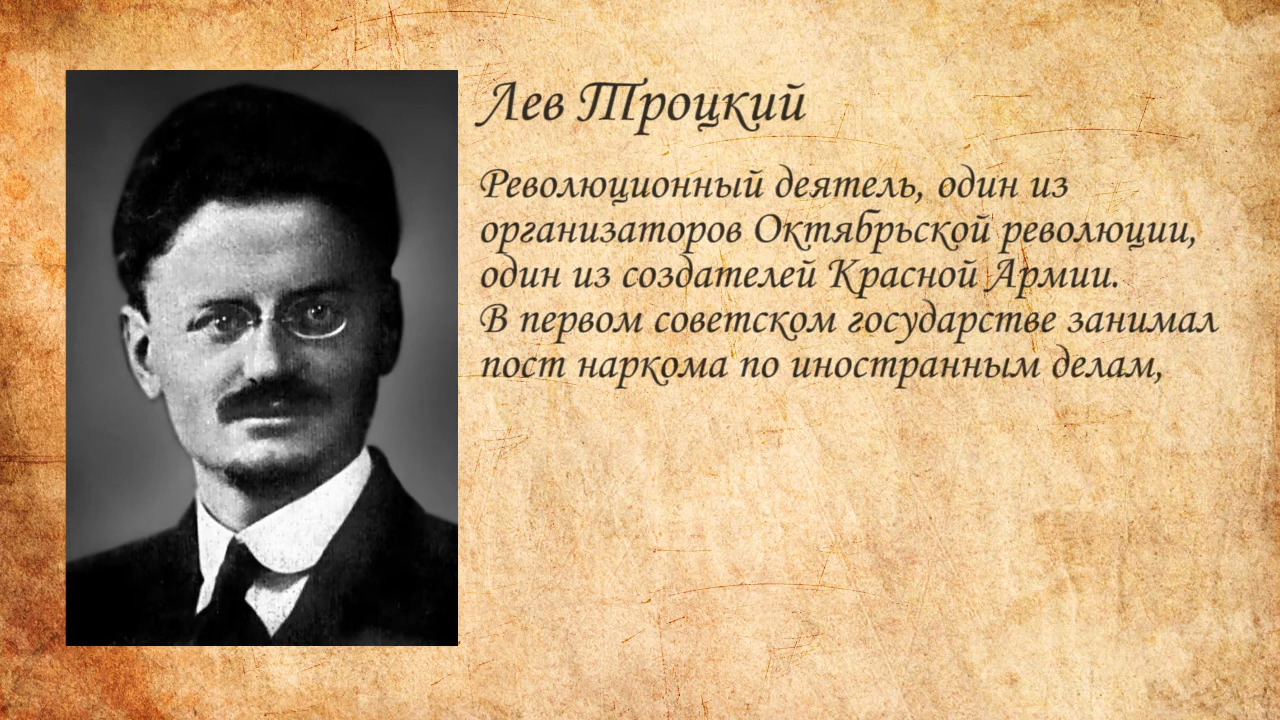 Лев Троцкий
Революционный деятель, один из
организаторов Октябрьской революции,
один из создателей Красной Армии.
В первом советском государстве занимал
пост наркома по иностранным делам,